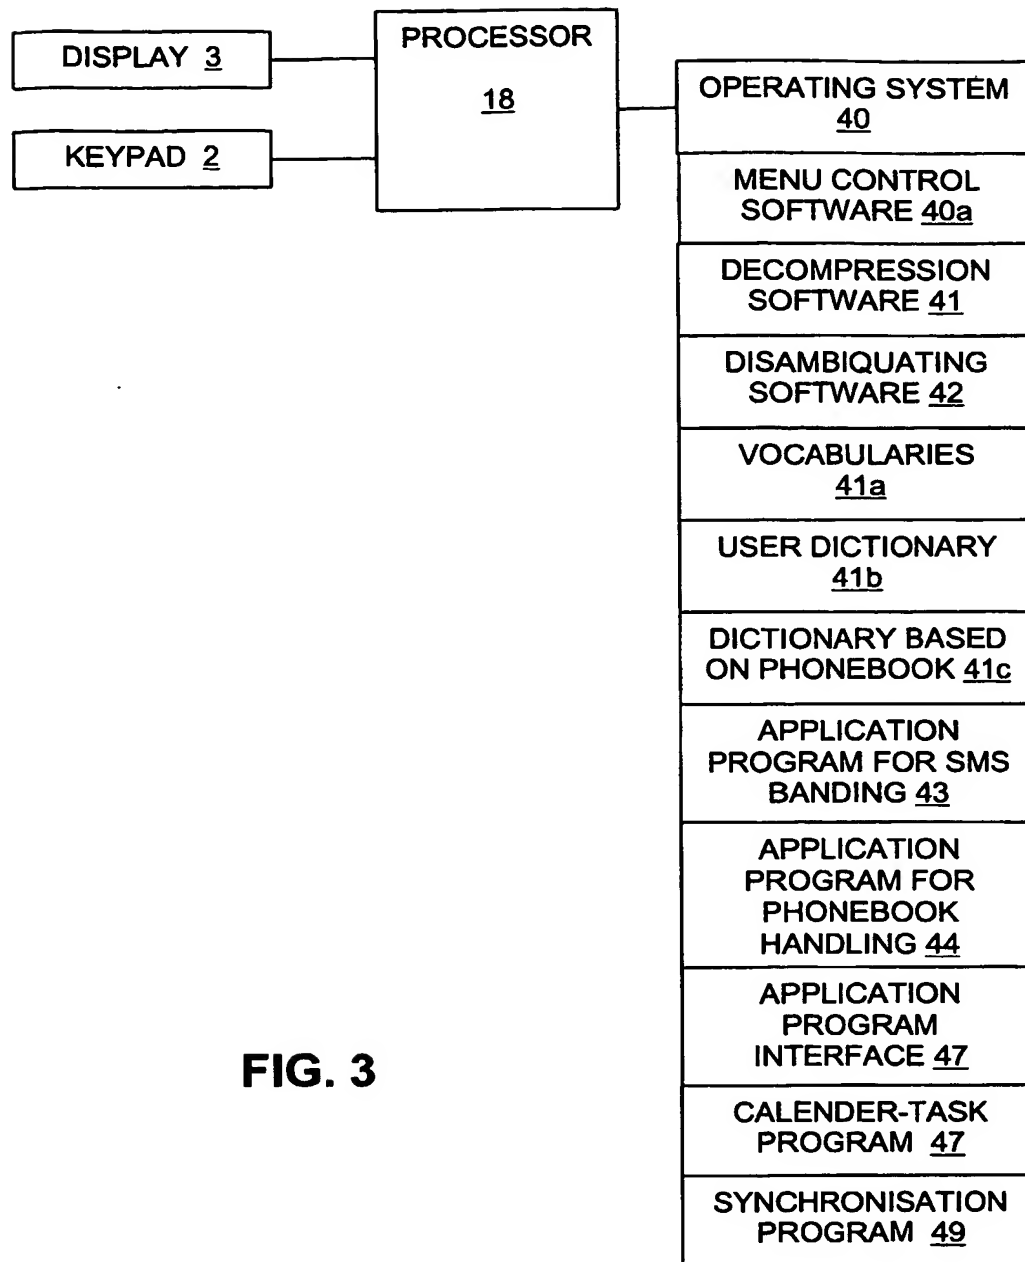 DISPLAY 3
KEYPAD 2
PROCESSOR
18
OPERATING SYSTEM
40
MENU CONTROL
SOFTWARE 40a
DECOMPRESSION
SOFTWARE 41
DISAMBIQUATING
SOFTWARE 42
VOCABULARIES
41a
USER DICTIONARY
41b
DICTIONARY BASED
ON PHONEBOOK 41c
APPLICATION
PROGRAM FOR SMS
BANDING 43
APPLICATION
PROGRAM FOR
PHONEBOOK
HANDLING 44
APPLICATION
PROGRAM
INTERFACE 47
CALENDER-TASK
PROGRAM 47
SYNCHRONISATION
PROGRAM 49
FIG. 3